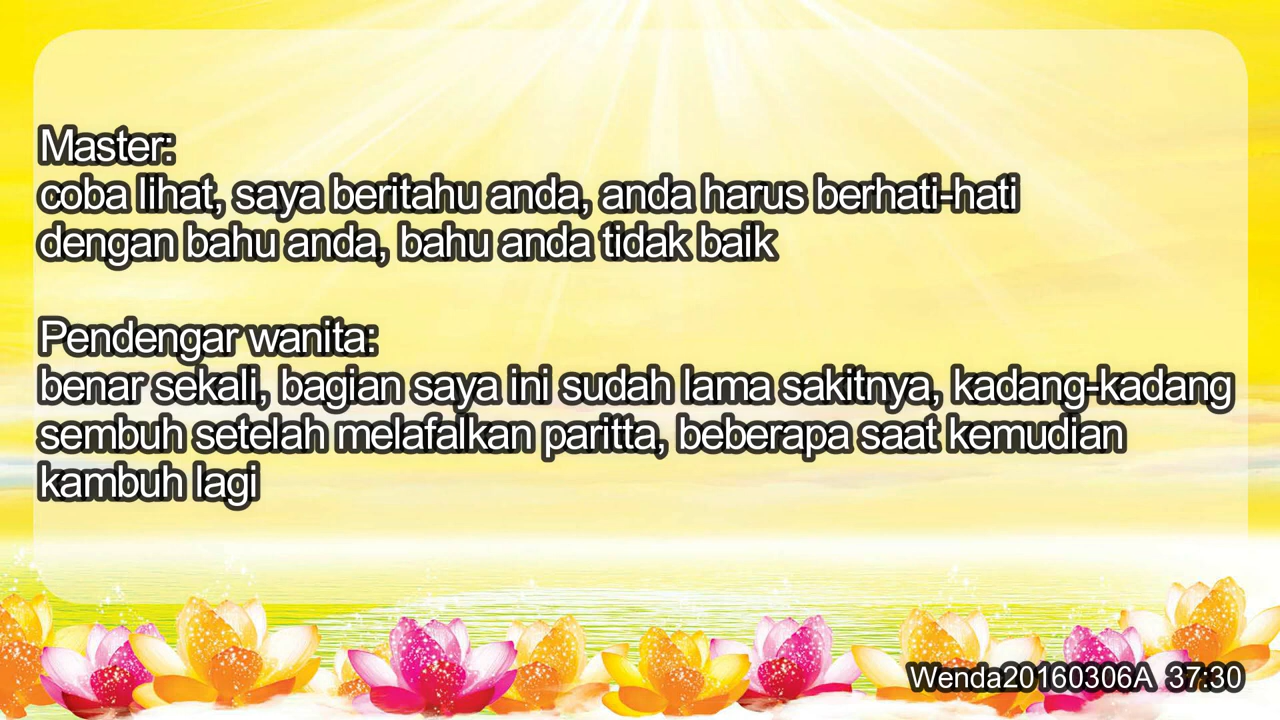 Master:
coba lihat, saya beritahu anda, anda harus berhati-hati
dengan bahu anda, bahu anda tidak baik
Pendengar wanita:
benar sekali, bagian saya ini sudah lama sakitnya, kadang-kadang
sembuh setelah melafalkan paritta, beberapa saat kemudian
kambuh lagi
Wenda20160306A 37:30